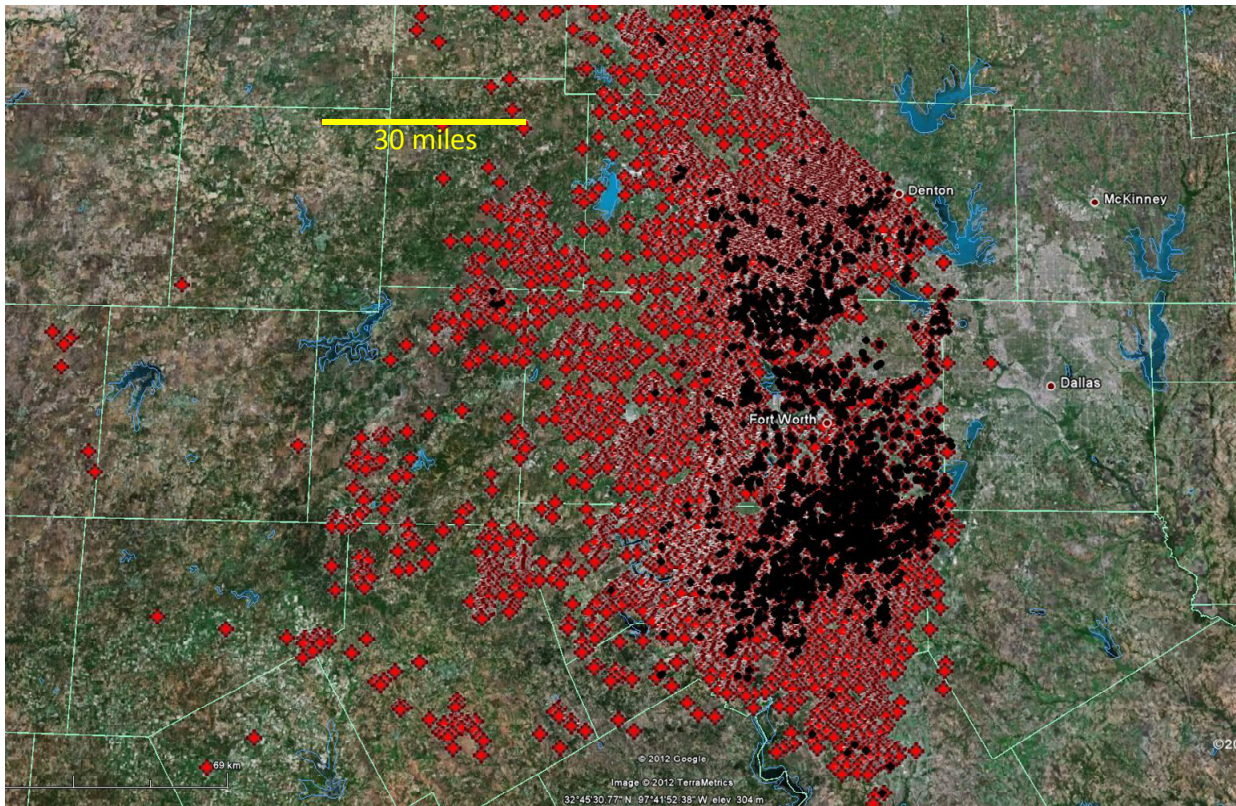 30 miles
Denton
McKinney
Dallas
Fort Worth
69 km
© 2012 Google
Image © 2012 TerraMetrics
32°45'30.77" N 97°41'52.38" W elev 304 m